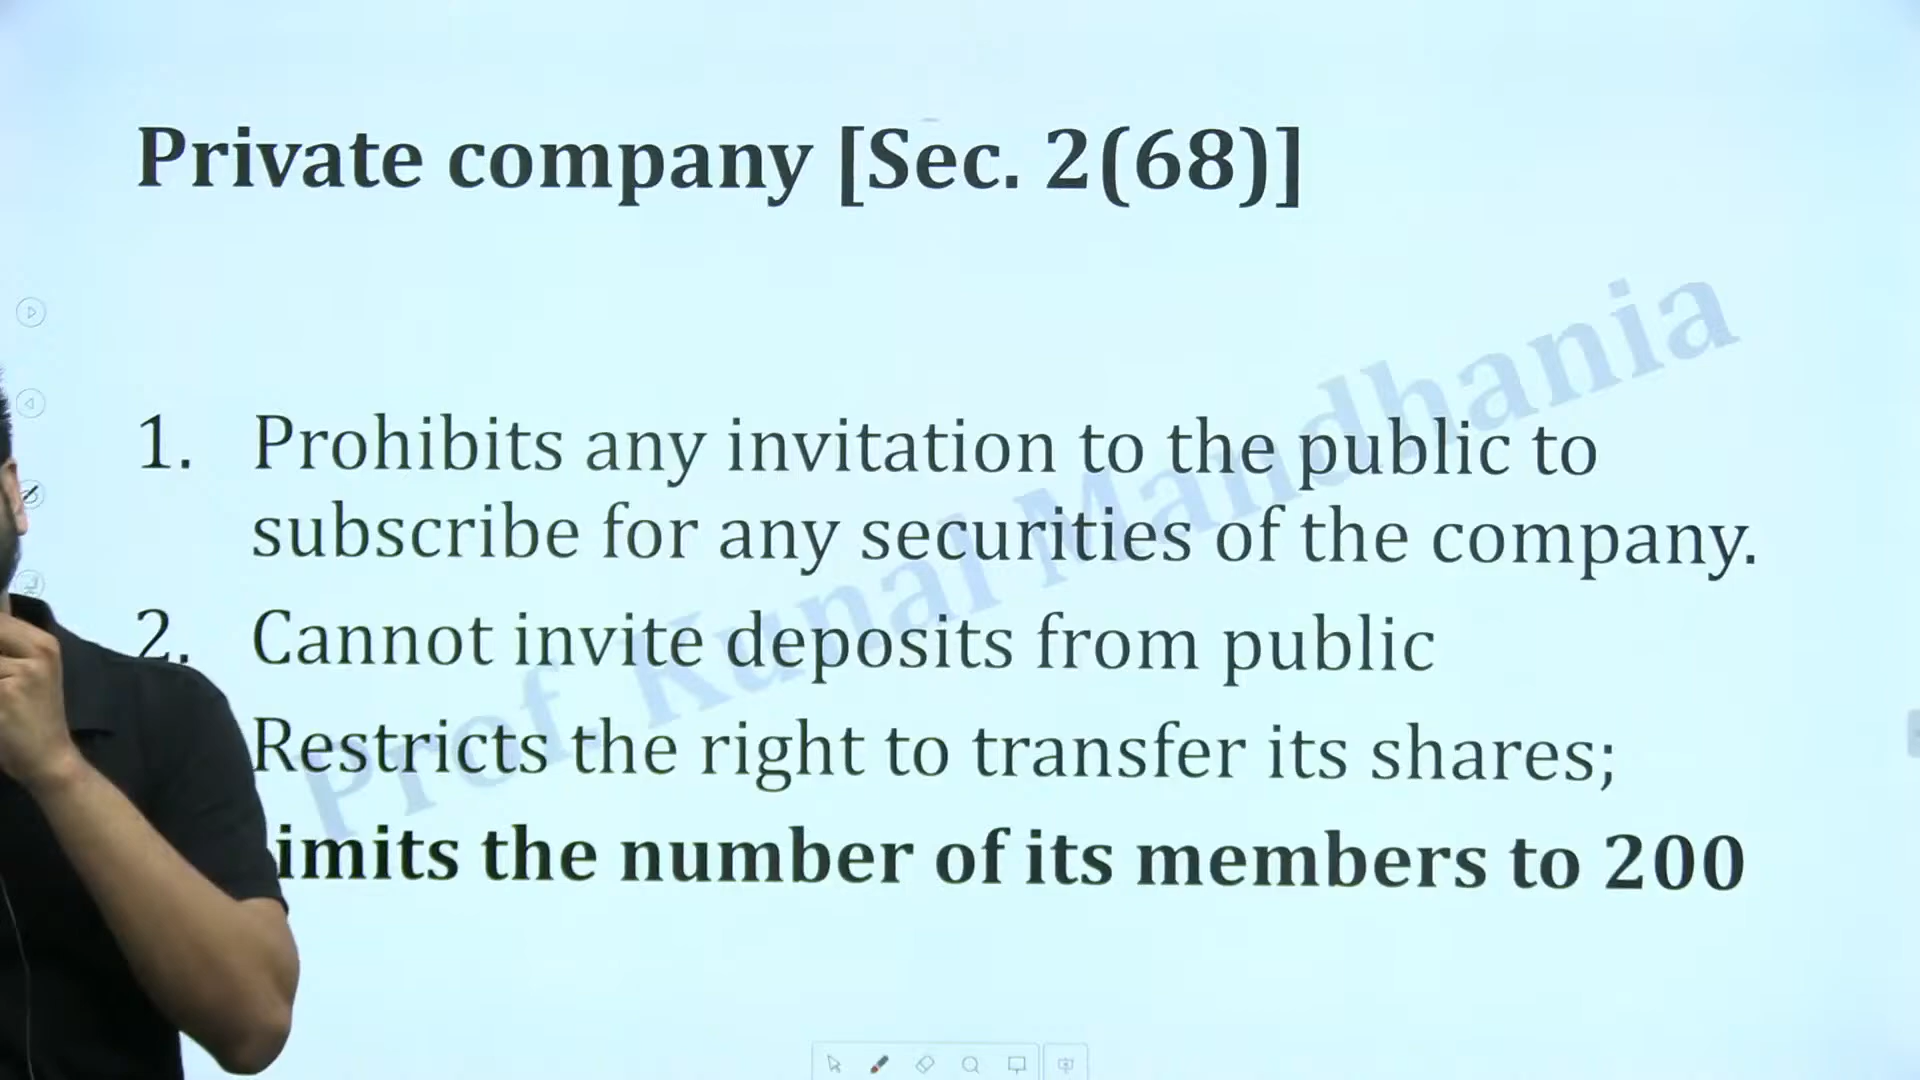 Private company [Sec. 2(68)]
1. Prohibits any invitation to the public to
subscribe for any securities of the company.
2. Cannot invite deposits from public
Restricts the right to transfer its shares;
imits the number of its members to 200
Prof. Kunal Mandhania